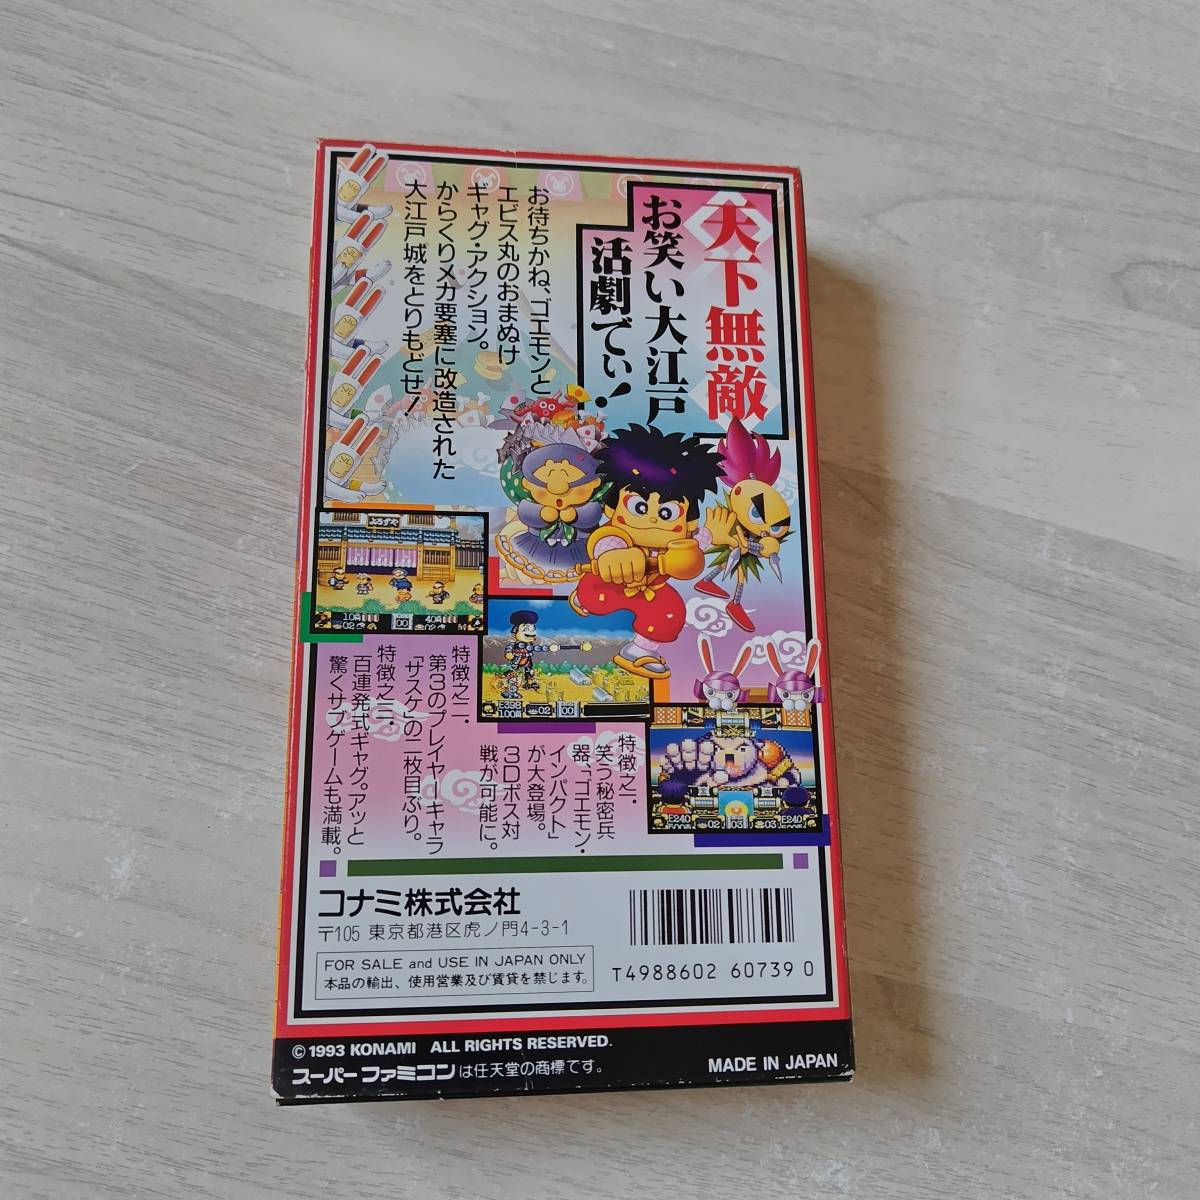 天下無敵
お笑い大江戸
活劇でぃ!
お待ちかね、ゴエモンと
エビス丸のおまぬけ
ギャグ・アクション。
からくりメカ要塞に改造された
大江戸城をとりもどせ!
よろずや
特徴之一.
笑う秘密兵
器、「ゴエモン・
インパクト」
が大登場。
3Dボス対
戦が可能に。
特徴之二.
第3のプレイヤーキャラ
「サスケ」の二枚目ぶり。
特徴之三.
百連発式ギャグ。アッと
驚くサブゲームも満載。
コナミ株式会社
〒105 東京都港区虎ノ門4-3-1
FOR SALE and USE IN JAPAN ONLY
本品の輸出、使用営業及び賃貸を禁じます。
T4988602 60739 0
© 1993 KONAMI ALL RIGHTS RESERVED.
スーパーファミコンは任天堂の商標です。
MADE IN JAPAN